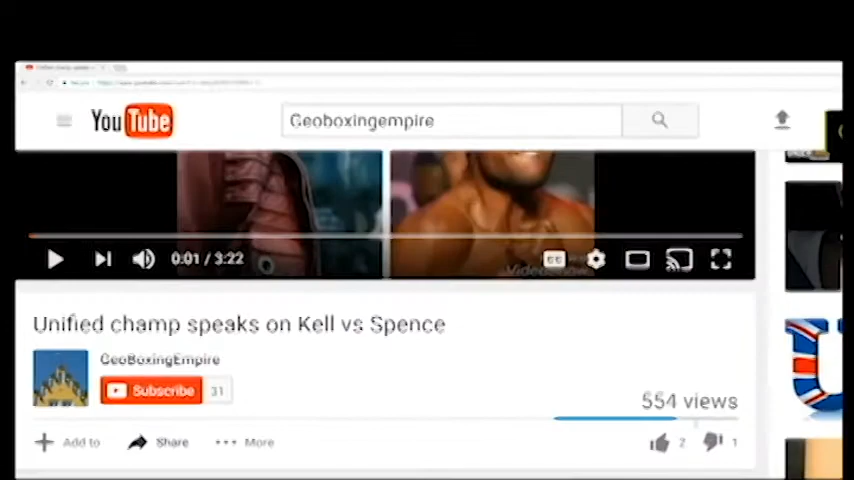 YouTube
Geoboxingempire
0:01 / 3:22
Unified champ speaks on Kell vs Spence
GeoBoxingEmpire
Subscribe 31
554 views
Add to Share More 2 1